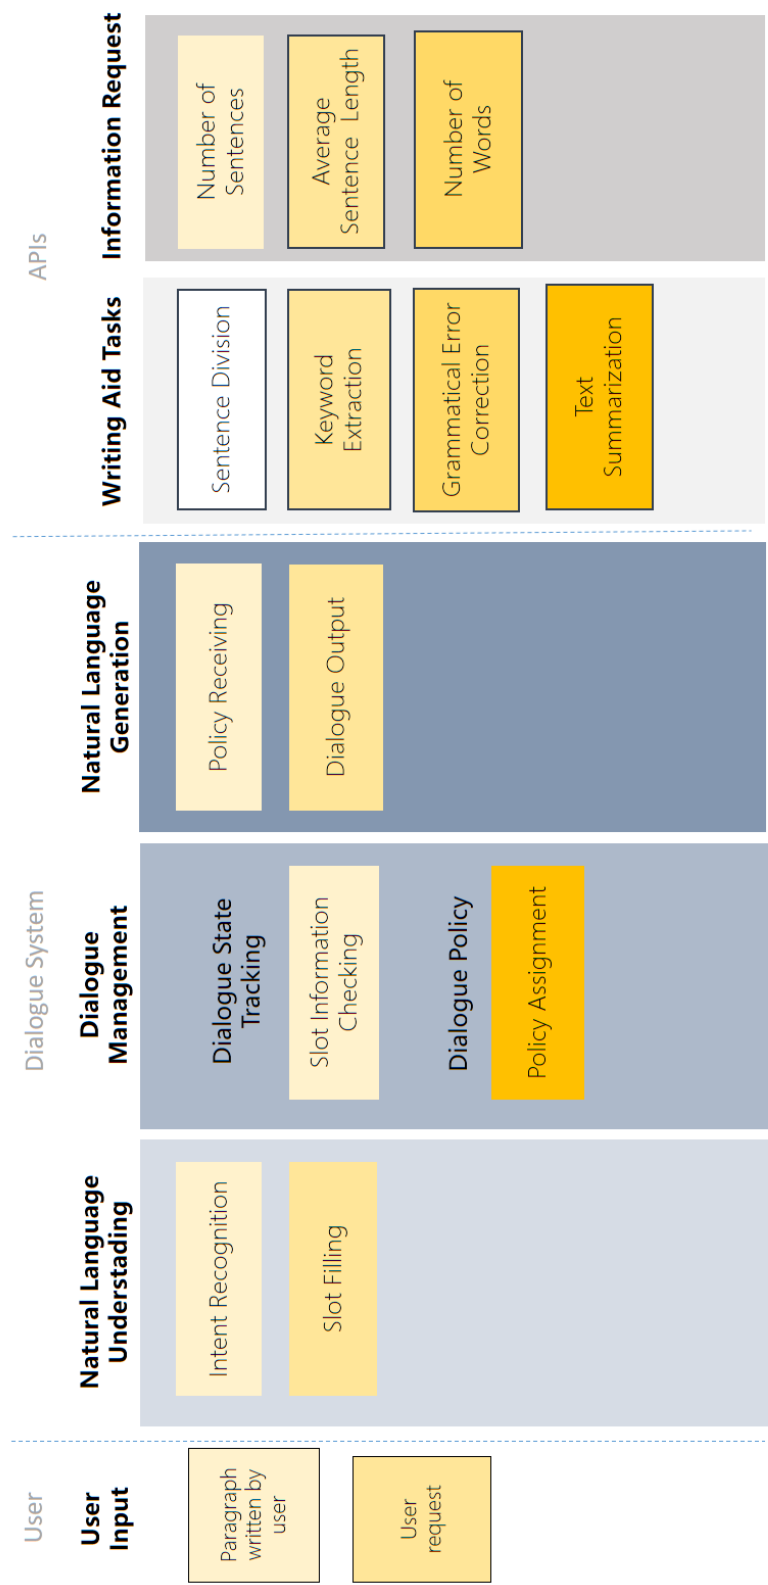 User
Dialogue System
APIs
User
Input
Natural Language
Understading
Dialogue
Management
Natural Language
Generation
Writing Aid Tasks
Information Request
Paragraph
written by
user
User
request
Intent Recognition
Slot Filling
Dialogue State
Tracking
Slot Information
Checking
Dialogue Policy
Policy Assignment
Policy Receiving
Dialogue Output
Sentence Division
Keyword
Extraction
Grammatical Error
Correction
Text
Summarization
Number of
Sentences
Average
Sentence Length
Number of
Words